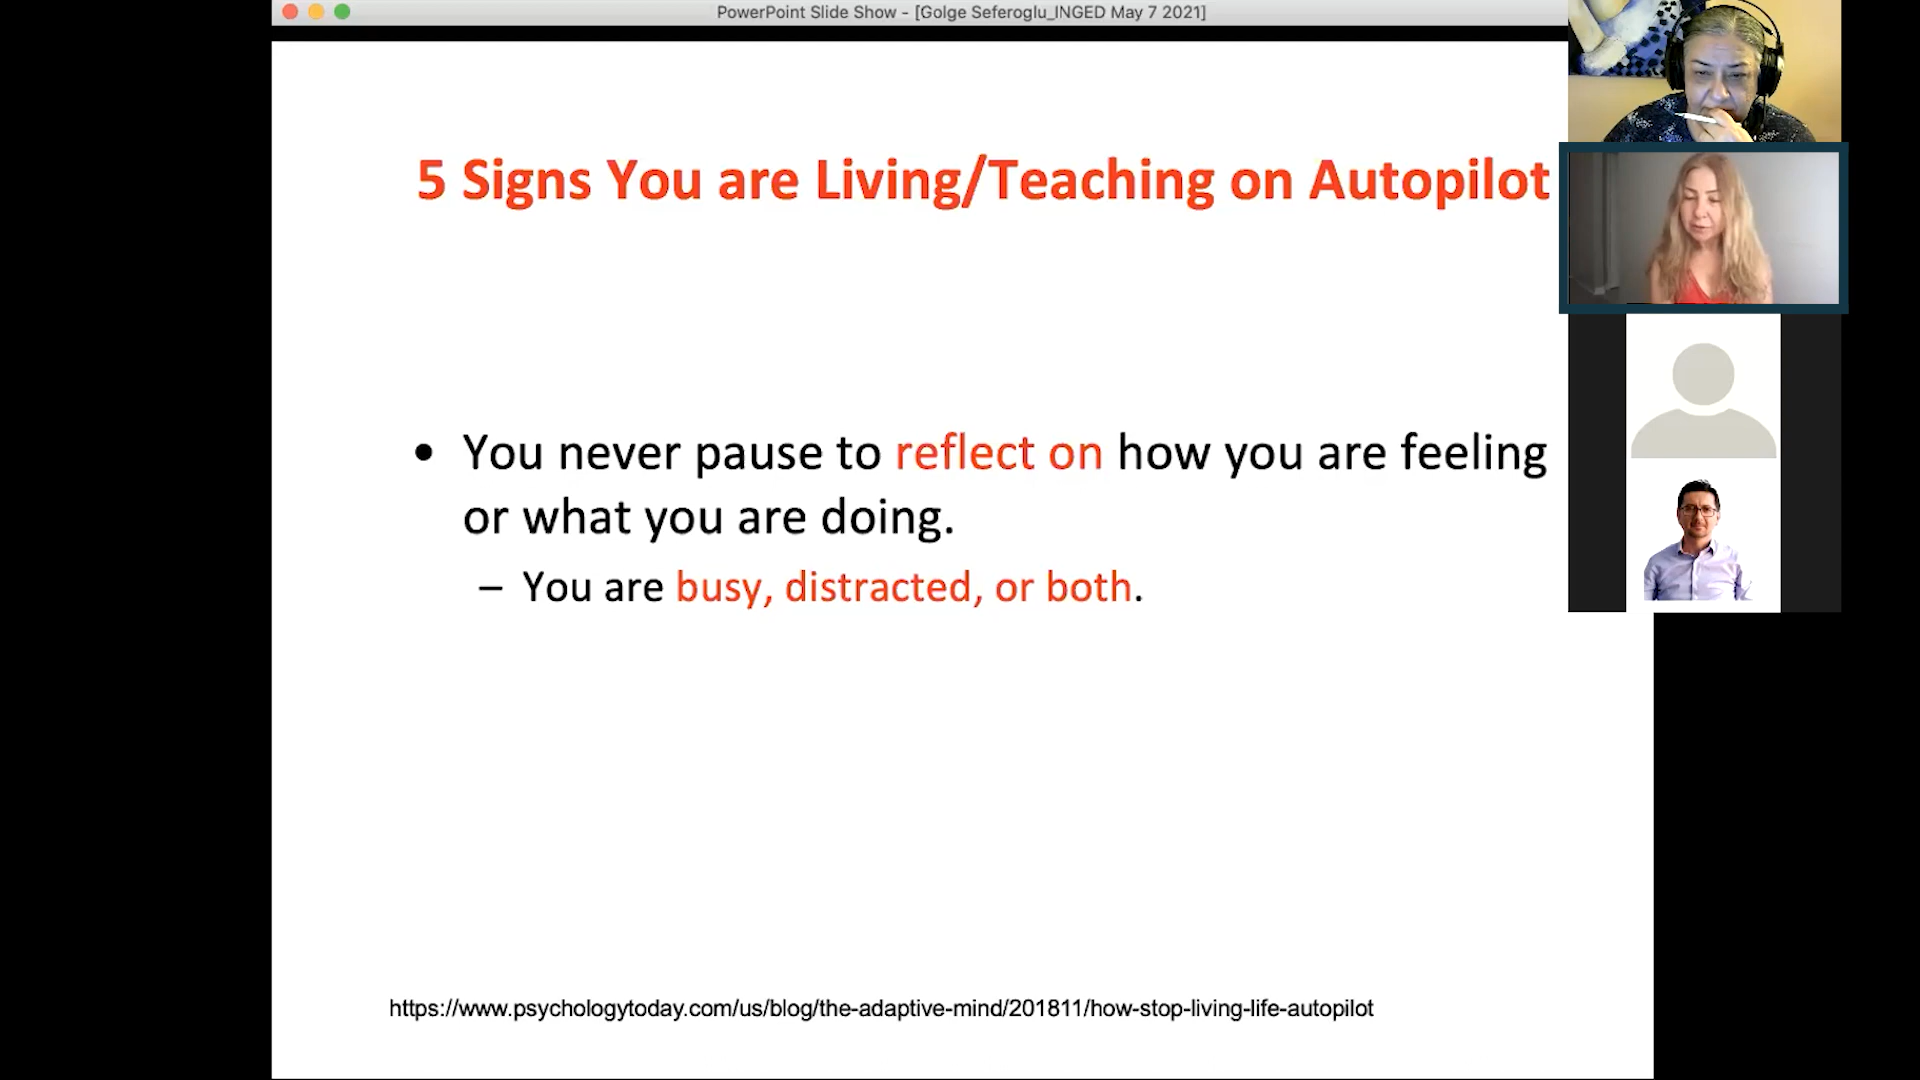 PowerPoint Slide Show - [Golge Seferoglu_INGED May 7 2021]
5 Signs You are Living/Teaching on Autopilot
• You never pause to reflect on how you are feeling
or what you are doing.
– You are busy, distracted, or both.
https://www.psychologytoday.com/us/blog/the-adaptive-mind/201811/how-stop-living-life-autopilot